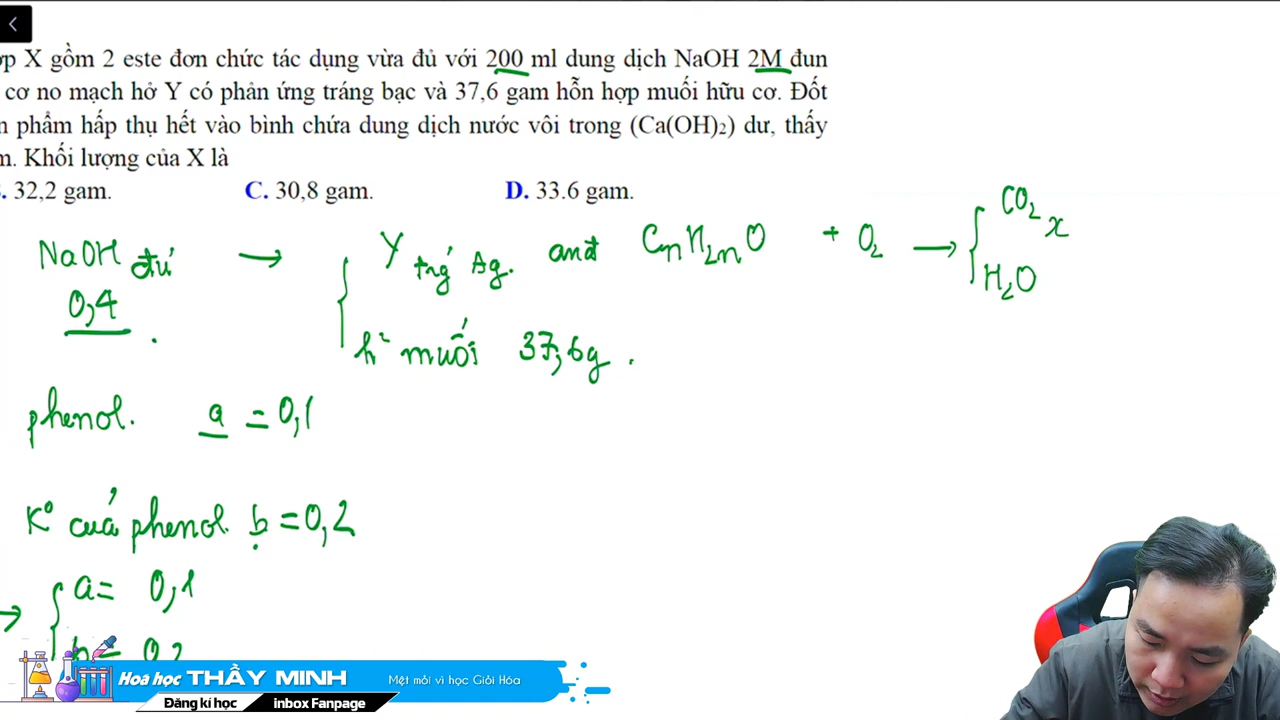 ợp X gồm 2 este đơn chức tác dụng vừa đủ với 200 ml dung dịch NaOH 2M đun
cơ no mạch hở Y có phản ứng tráng bạc và 37,6 gam hỗn hợp muối hữu cơ. Đốt
n phẩm hấp thụ hết vào bình chứa dung dịch nước vôi trong (Ca(OH)₂) dư, thấy
m. Khối lượng của X là
. 32,2 gam. C. 30,8 gam. D. 33.6 gam.
NaOH đủ → { Y tráng Ag. anđ CnH2nO + O2 → { CO2 x
H2O
0,4
h² muối 37,6g.
phenol. a = 0,1
K° của phenol. b = 0,2
→ { a = 0,1
b = 0,2
Hoá học THẦY MINH
Mệt mỏi vì học Giỏi Hóa
Đăng kí học inbox Fanpage